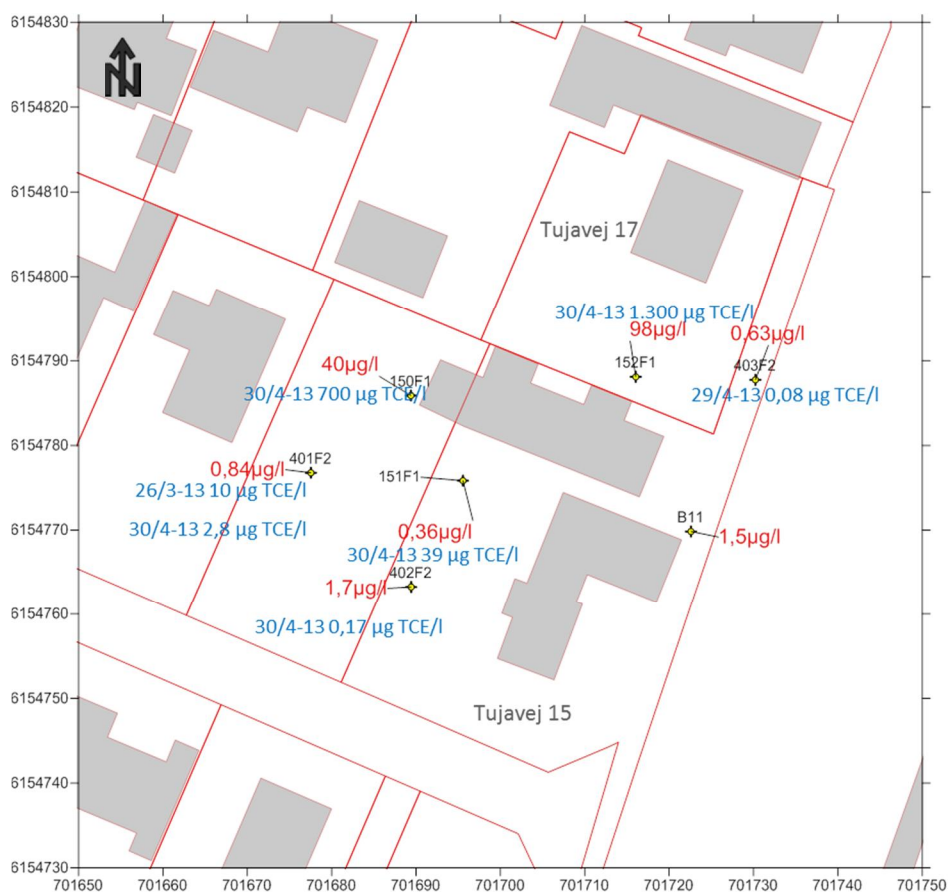 6154830
6154820
6154810
6154800
6154790
6154780
6154770
6154760
6154750
6154740
6154730
N
Tujavej 17
30/4-13 1.300 µg TCE/l
98µg/l
0,63µg/l
152F1
403F2
29/4-13 0,08 µg TCE/l
40µg/l
150F1
30/4-13 700 µg TCE/l
401F2
0,84µg/l
26/3-13 10 µg TCE/l
30/4-13 2,8 µg TCE/l
151F1
0,36µg/l
30/4-13 39 µg TCE/l
B11
1,5µg/l
402F2
1,7µg/l
30/4-13 0,17 µg TCE/l
Tujavej 15
701650 701660 701670 701680 701690 701700 701710 701720 701730 701740 701750